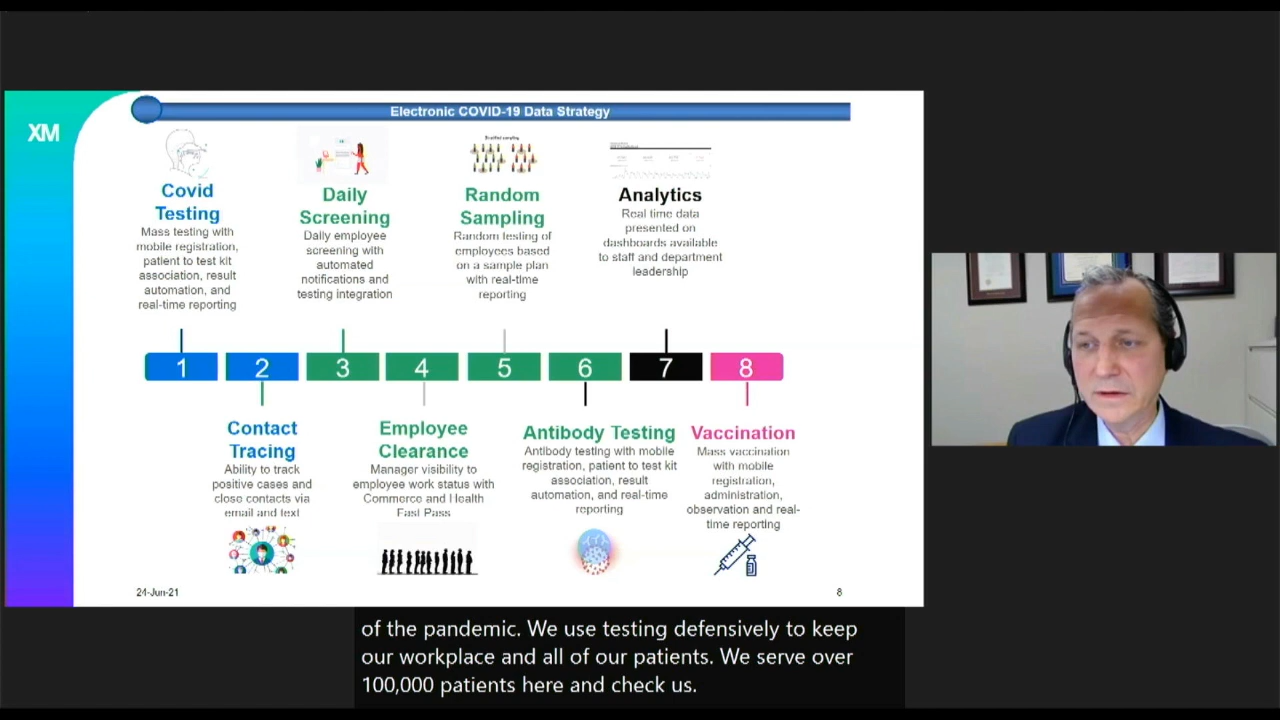 Electronic COVID-19 Data Strategy
XM
Covid
Testing
Mass testing with
mobile registration,
patient to test kit
association, result
automation, and
real-time reporting
Daily
Screening
Daily employee
screening with
automated
notifications and
testing integration
Random
Sampling
Random testing of
employees based
on a sample plan
with real-time
reporting
Analytics
Real time data
presented on
dashboards available
to staff and department
leadership
1 2 3 4 5 6 7 8
Contact
Tracing
Ability to track
positive cases and
close contacts via
email and text
Employee
Clearance
Manager visibility to
employee work status with
Commerce and Health
Fast Pass
Antibody Testing
Antibody testing with mobile
registration, patient to test kit
association, result
automation, and real-time
reporting
Vaccination
Mass vaccination
with mobile
registration,
administration,
observation and real-
time reporting
24-Jun-21
8
of the pandemic. We use testing defensively to keep
our workplace and all of our patients. We serve over
100,000 patients here and check us.